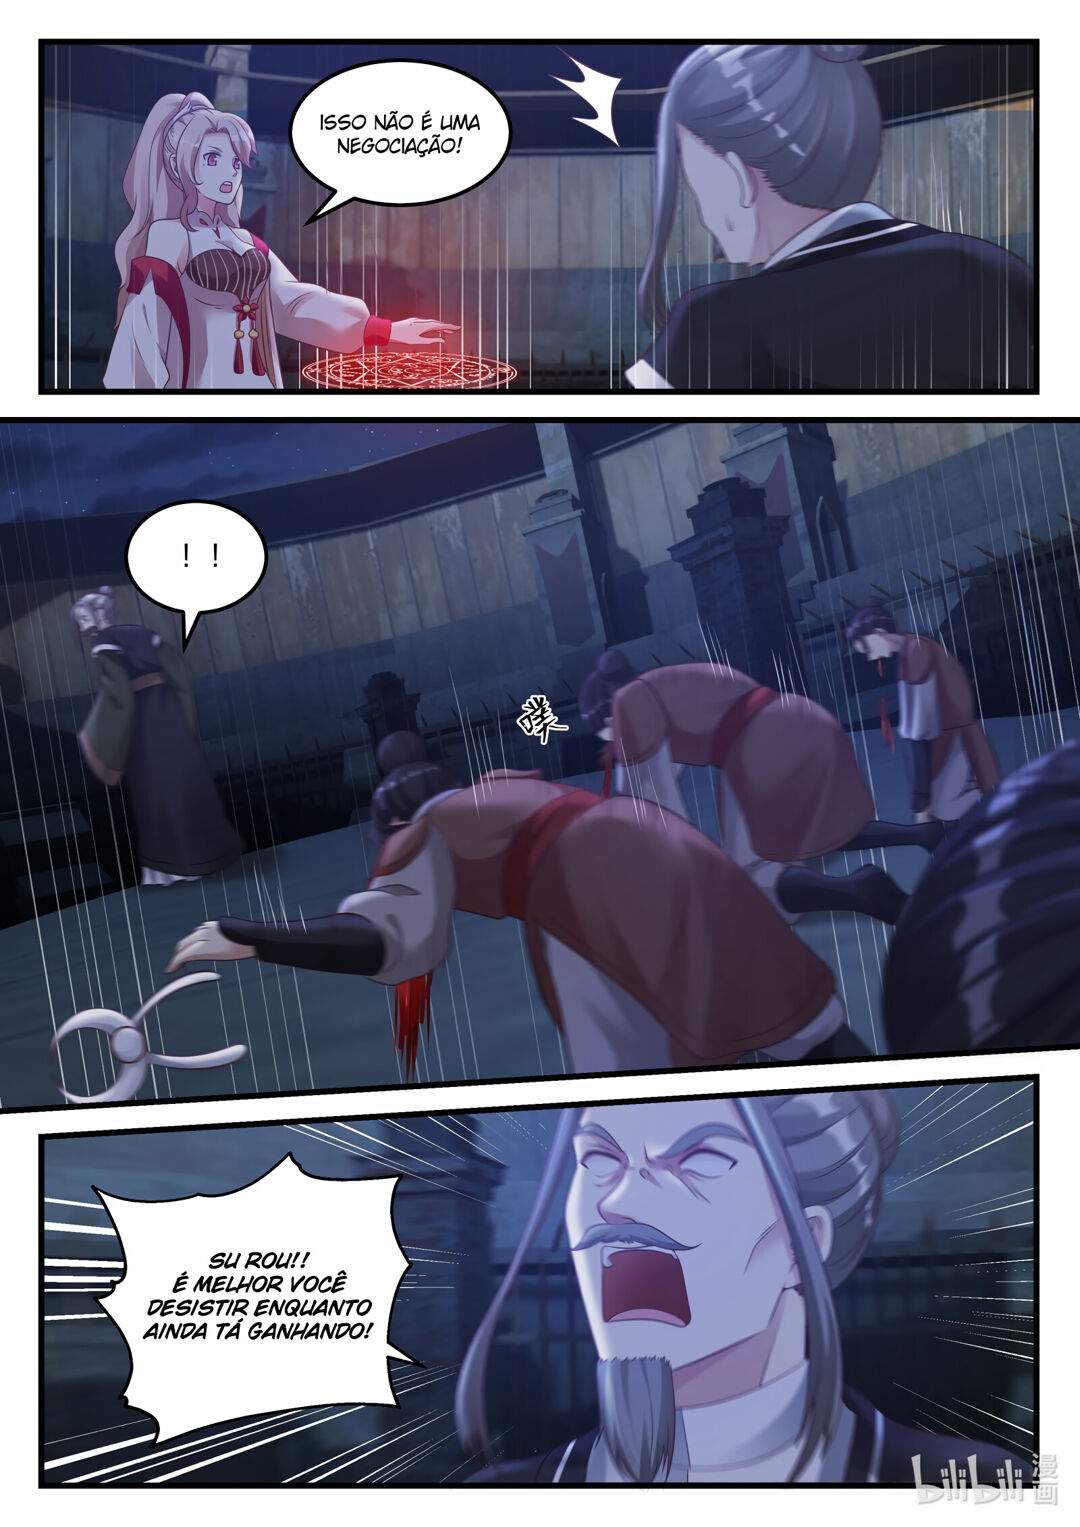 ISSO NÃO É UMA
NEGOCIAÇÃO!
! !
噗
SU ROU!!
É MELHOR VOCÊ
DESISTIR ENQUANTO
AINDA TÁ GANHANDO!
bilibili
漫画